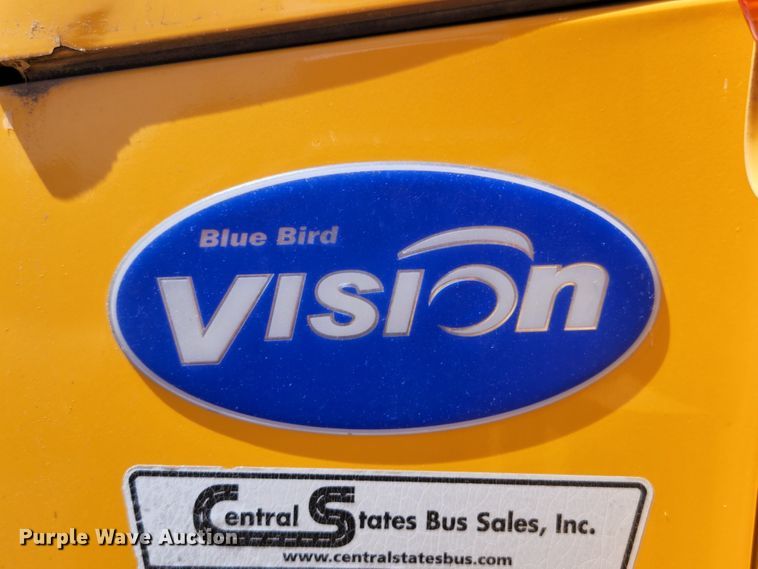 Blue Bird
Vision
Central States Bus Sales, Inc.
www.centralstatesbus.com
Purple Wave Auction